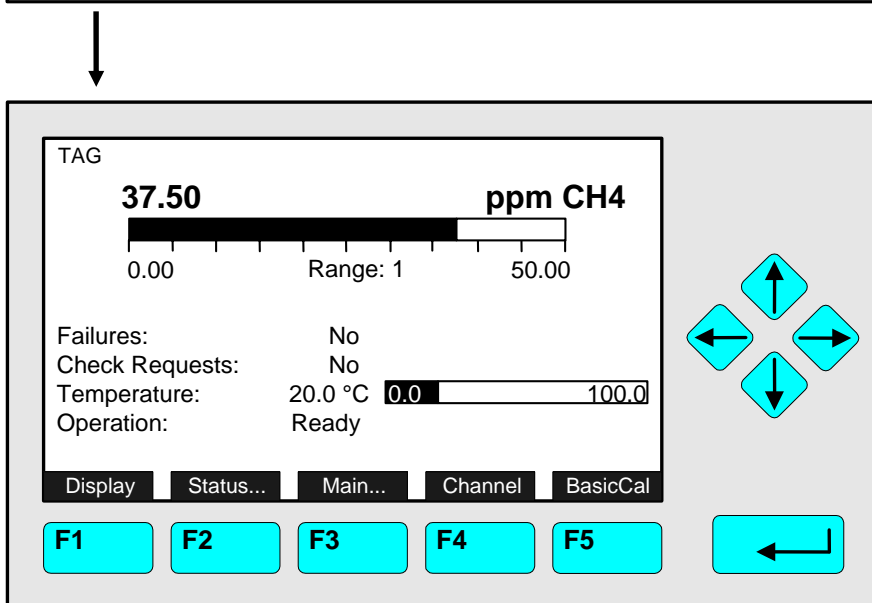 TAG
37.50 ppm CH4
0.00 Range: 1 50.00
Failures: No
Check Requests: No
Temperature: 20.0 °C 0.0 100.0
Operation: Ready
Display Status... Main... Channel BasicCal
F1 F2 F3 F4 F5